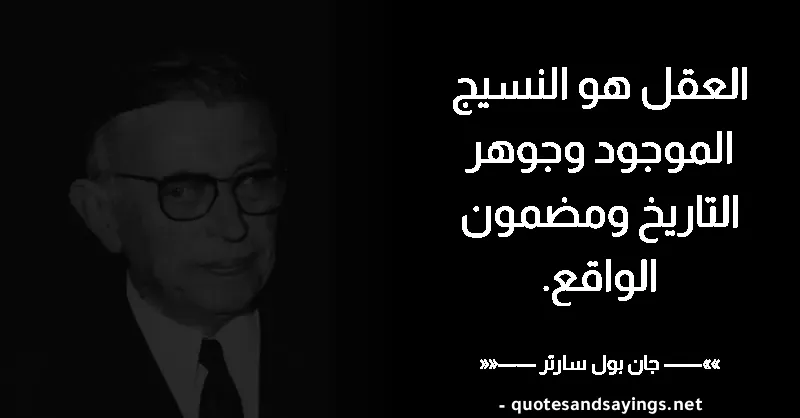 العقل هو النسيج
الموجود وجوهر
التاريخ ومضمون
الواقع.
»»—— جان بول سارتر ——««
- quotesandsayings.net